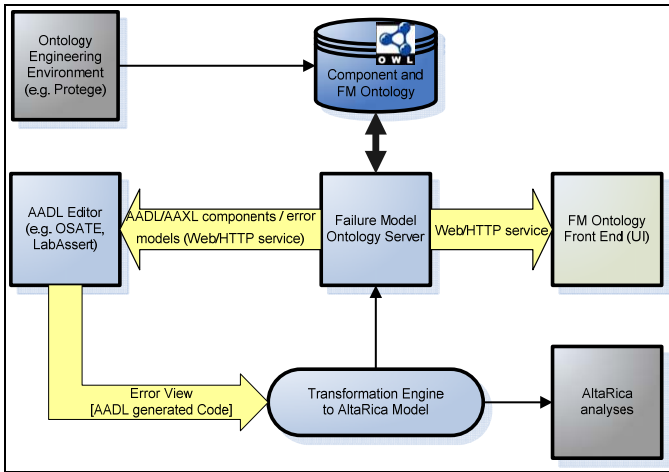 Ontology
Engineering
Environment
(e.g. Protege)
OWL
Component and
FM Ontology
AADL Editor
(e.g. OSATE,
LabAssert)
AADL/AAXL components / error
models (Web/HTTP service)
Failure Model
Ontology Server
Web/HTTP service
FM Ontology
Front End (UI)
Error View
[AADL generated Code]
Transformation Engine
to AltaRica Model
AltaRica
analyses